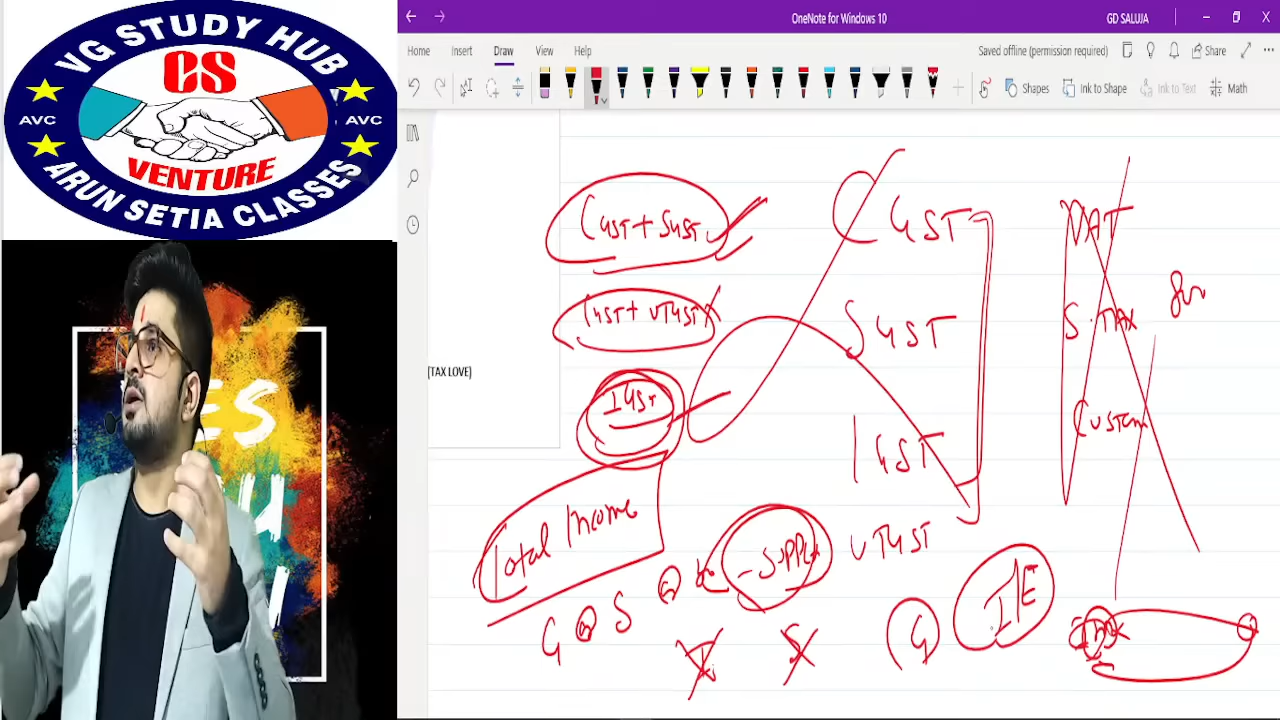 VG STUDY HUB
CS
AVC
AVC
VENTURE
ARUN SETIA CLASSES
OneNote for Windows 10
GD SALUJA
Home Insert Draw View Help
Saved offline (permission required)
Share
Shapes
Ink to Shape
Ink to Text
Math
(TAX LOVE)
CGST + SGST
CGST + UTGST
IGST
Total Income
G or S
CGST
SGST
IGST
UTGST
VAT
S. TAX
Custom
G
I/E